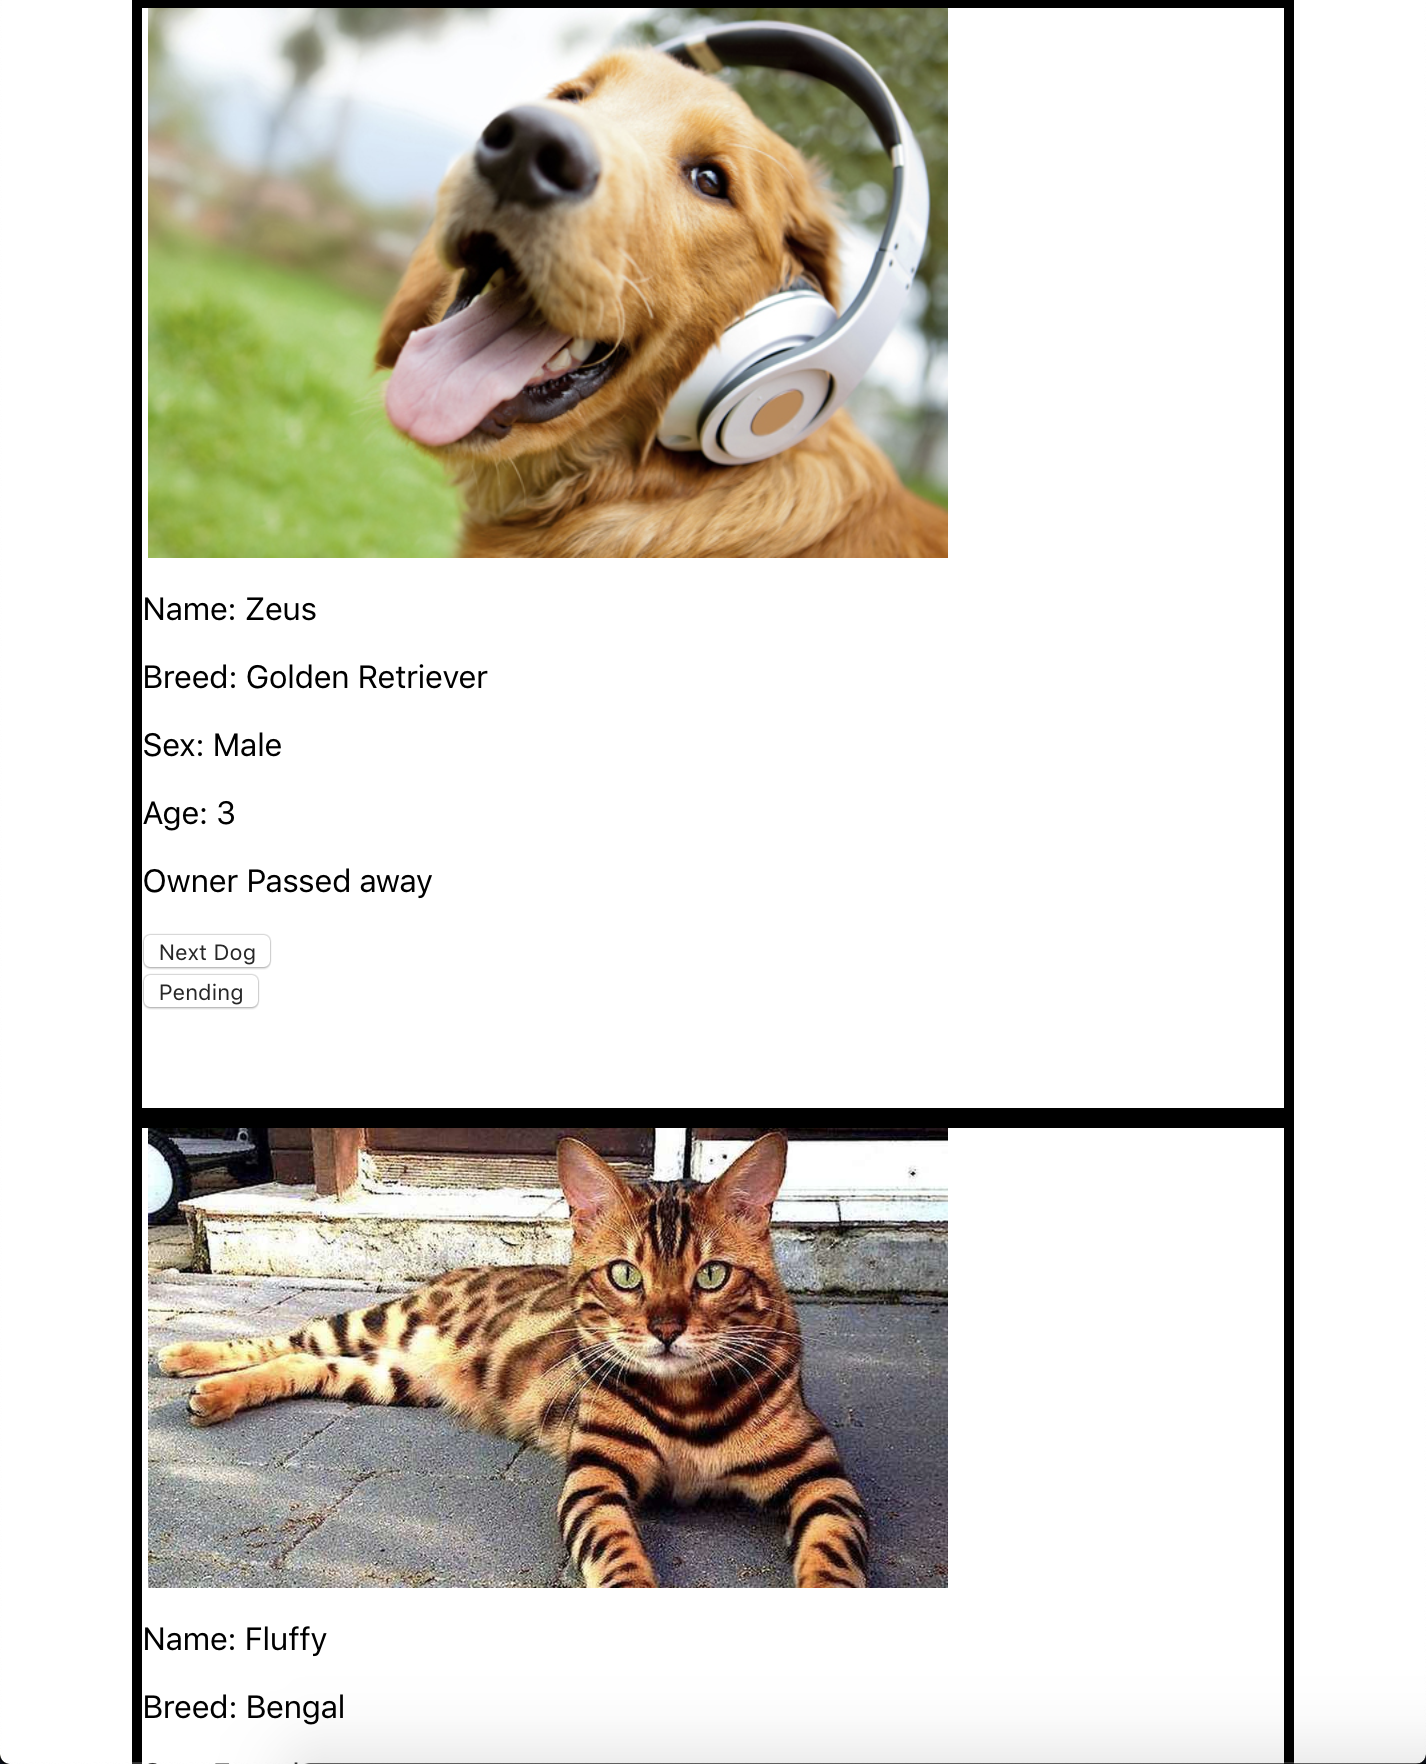 Name: Zeus
Breed: Golden Retriever
Sex: Male
Age: 3
Owner Passed away
Next Dog
Pending
Name: Fluffy
Breed: Bengal